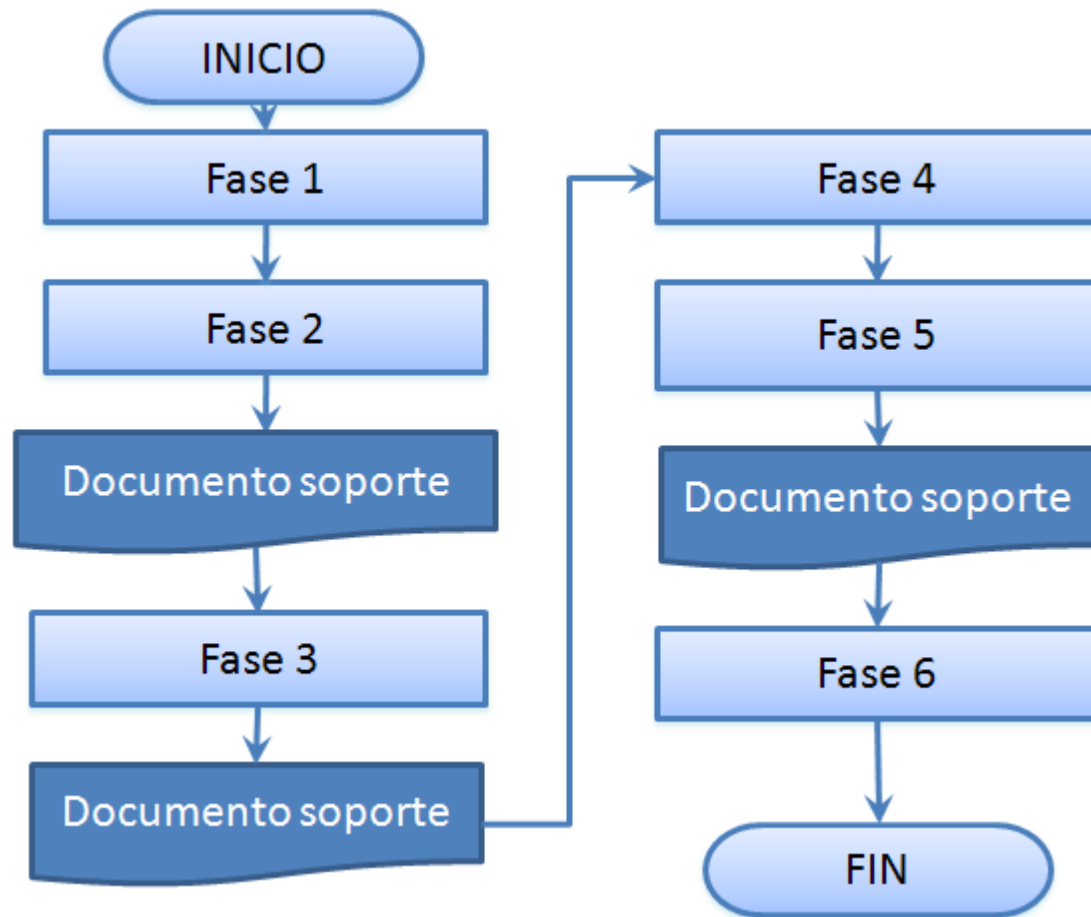 INICIO
Fase 1
Fase 2
Documento soporte
Fase 3
Documento soporte
Fase 4
Fase 5
Documento soporte
Fase 6
FIN